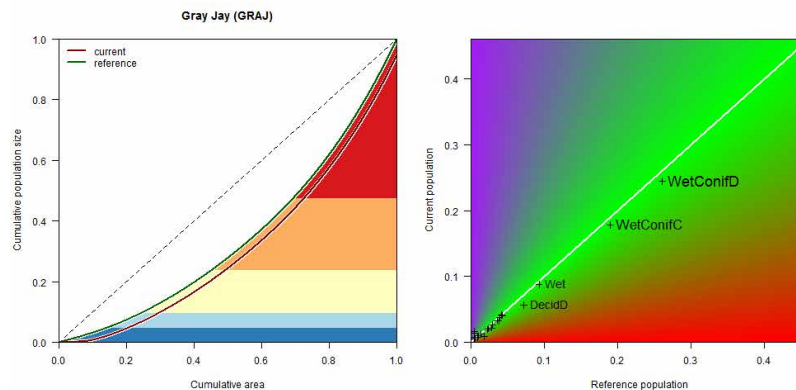 Gray Jay (GRAJ)
current
reference
1.0
0.8
0.6
0.4
0.2
0.0
0.0 0.2 0.4 0.6 0.8 1.0
Cumulative area
Cumulative population size
0.4
0.3
0.2
0.1
0.0
0.0 0.1 0.2 0.3 0.4
Reference population
Current population
WetConifD
WetConifC
Wet
DecidD